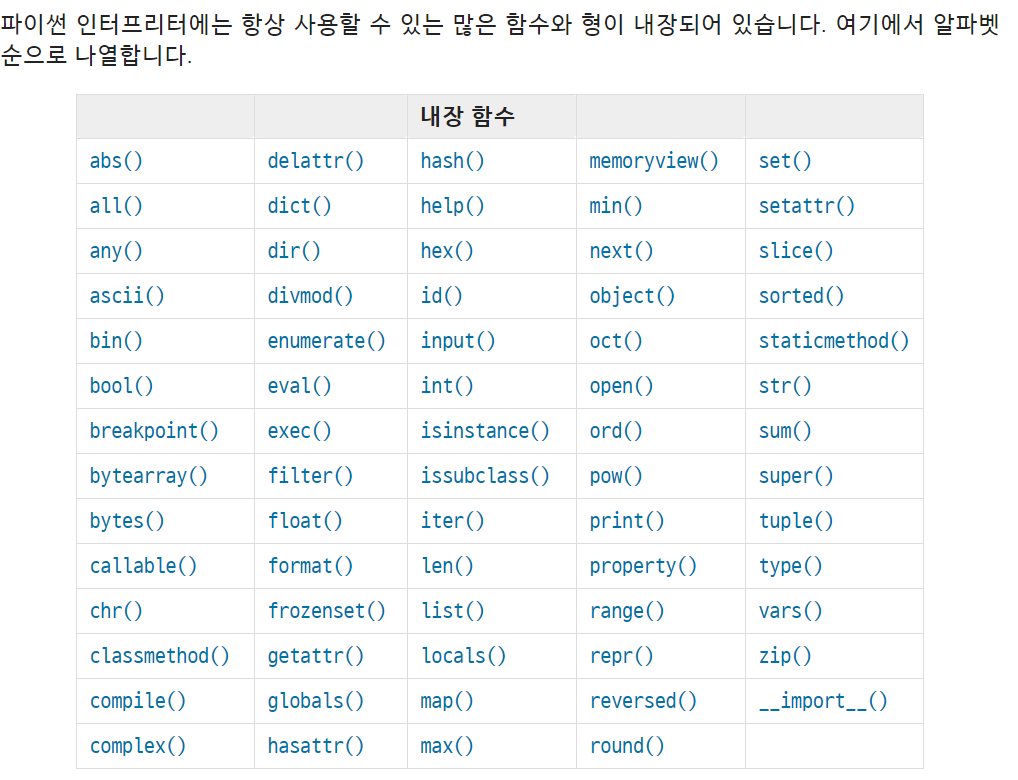 파이썬 인터프리터에는 항상 사용할 수 있는 많은 함수와 형이 내장되어 있습니다. 여기에서 알파벳
순으로 나열합니다.
내장 함수
abs() delattr() hash() memoryview() set()
all() dict() help() min() setattr()
any() dir() hex() next() slice()
ascii() divmod() id() object() sorted()
bin() enumerate() input() oct() staticmethod()
bool() eval() int() open() str()
breakpoint() exec() isinstance() ord() sum()
bytearray() filter() issubclass() pow() super()
bytes() float() iter() print() tuple()
callable() format() len() property() type()
chr() frozenset() list() range() vars()
classmethod() getattr() locals() repr() zip()
compile() globals() map() reversed() __import__()
complex() hasattr() max() round()